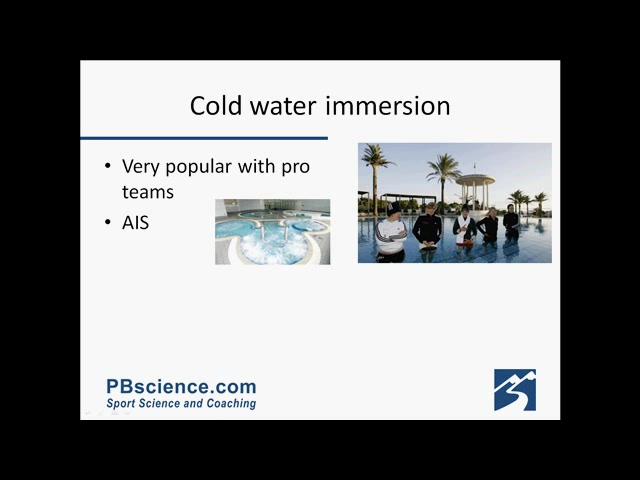 Cold water immersion
• Very popular with pro
teams
• AIS
PBscience.com
Sport Science and Coaching